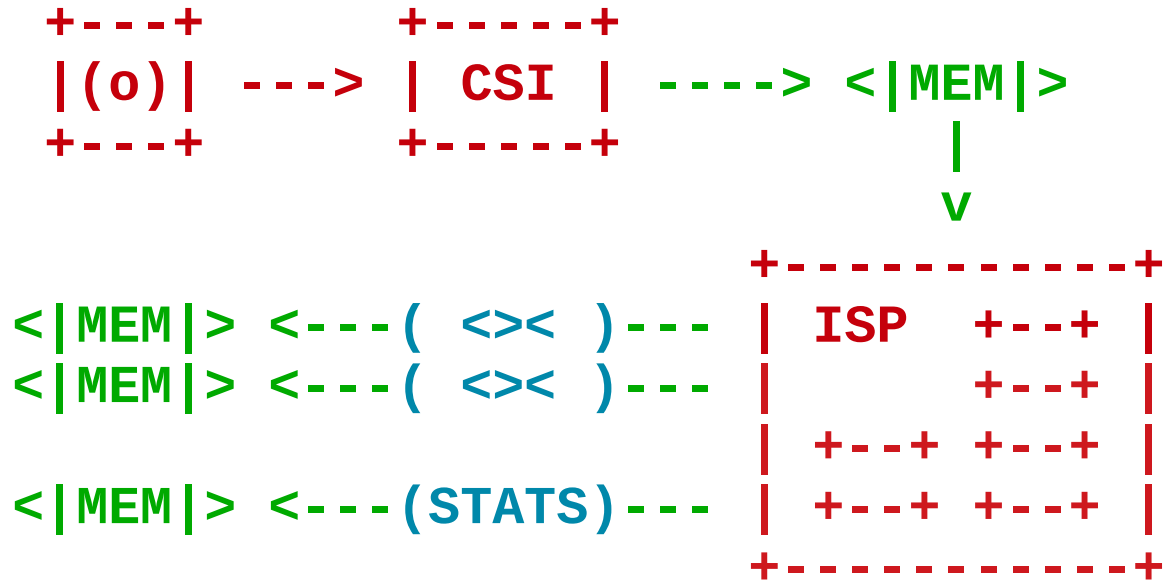 +---+      +-----+
|(o)| ---> | CSI | ----> <|MEM|>
+---+      +-----+
                             |
                             v
                       +-----------+
<|MEM|> <---( <>< )--- | ISP  +--+ |
<|MEM|> <---( <>< )--- |      +--+ |
                       | +--+ +--+ |
<|MEM|> <---(STATS)--- | +--+ +--+ |
                       +-----------+